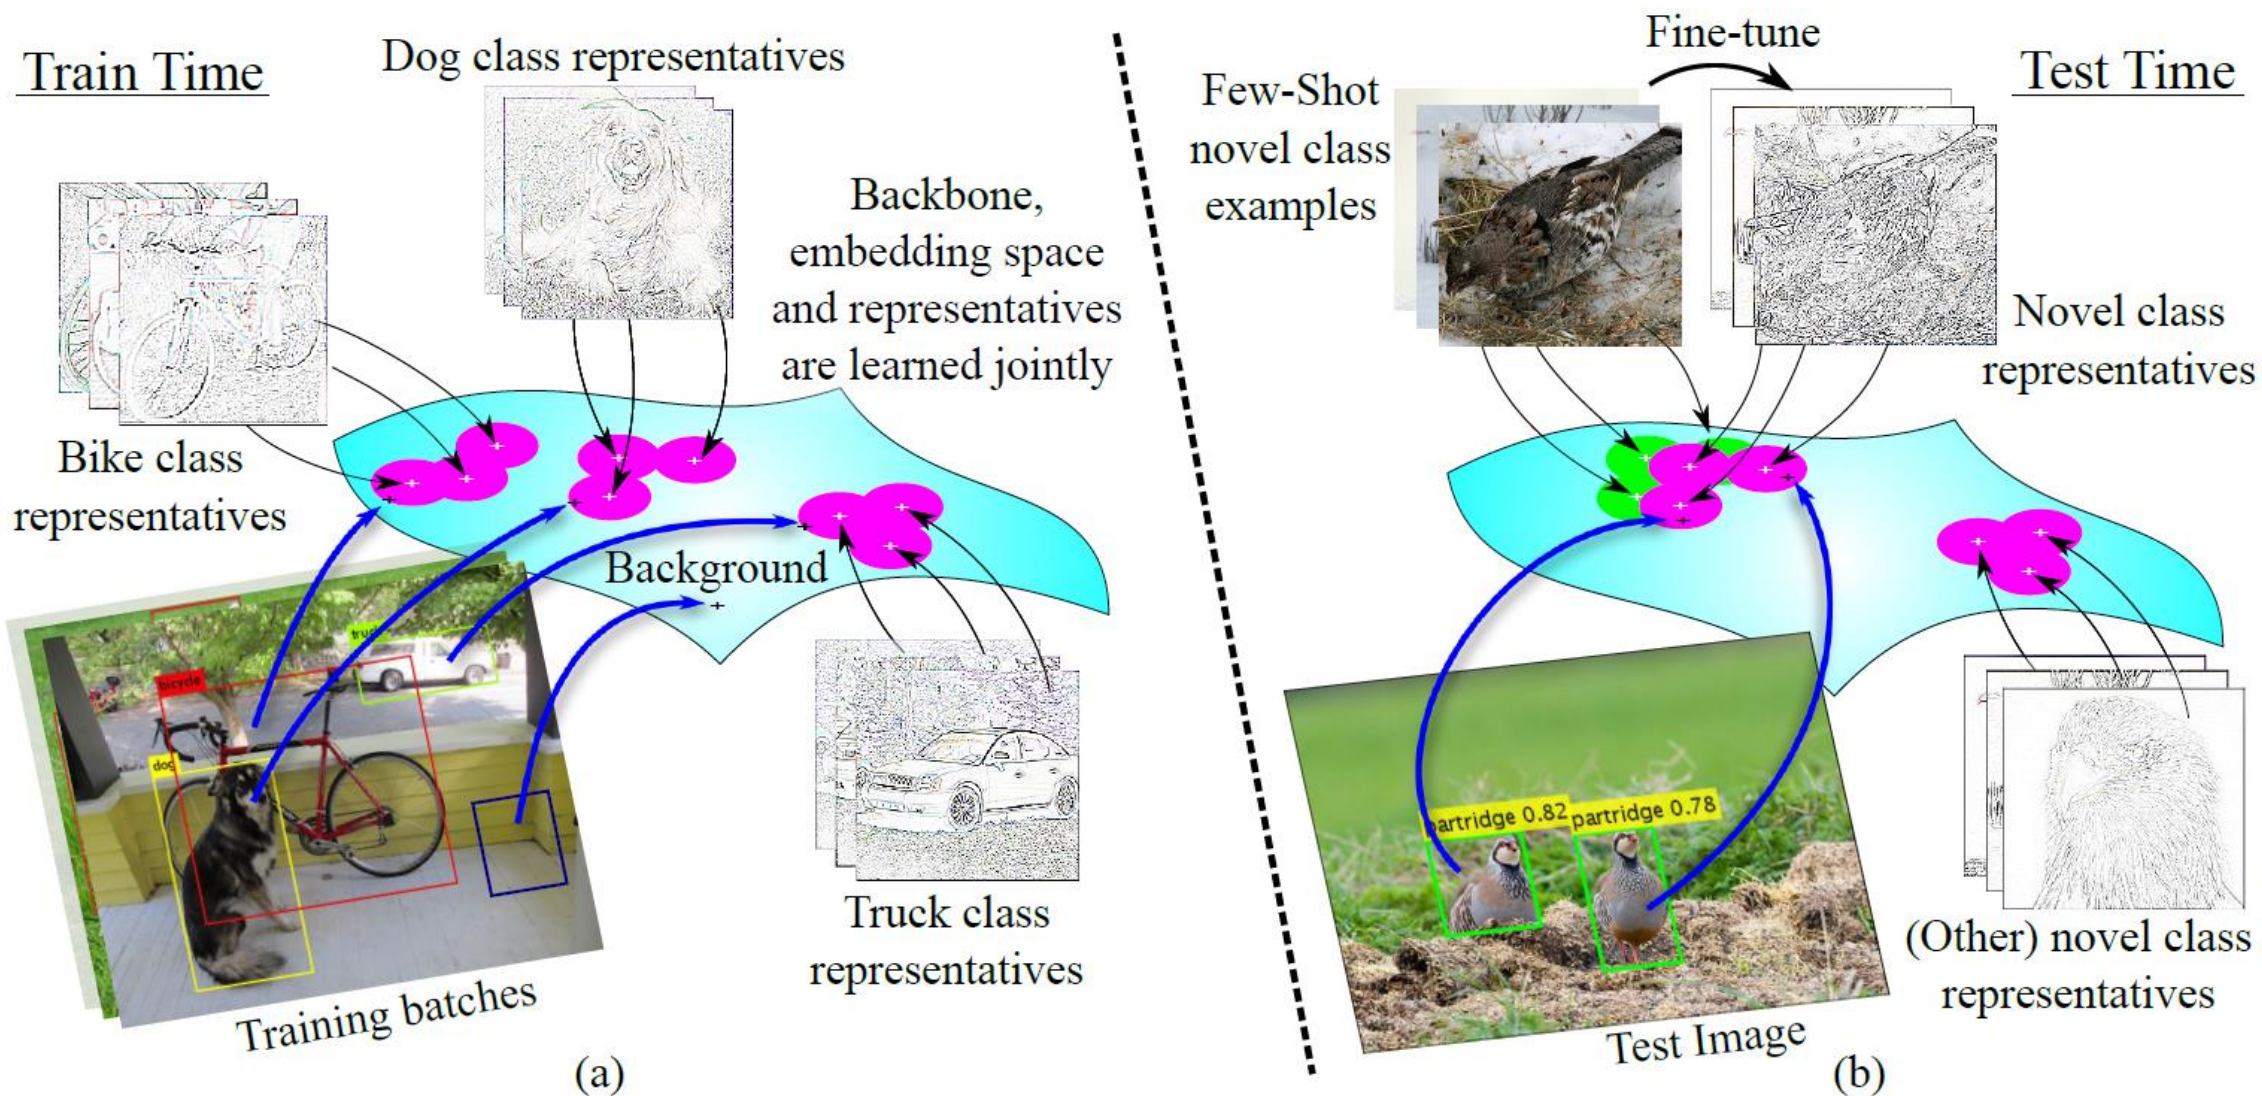 Train Time
Dog class representatives
Backbone,
embedding space
and representatives
are learned jointly
Bike class
representatives
Background
truck
bicycle
dog
Truck class
representatives
Training batches
(a)
Fine-tune
Test Time
Few-Shot
novel class
examples
Novel class
representatives
partridge 0.82
partridge 0.78
(Other) novel class
representatives
Test Image
(b)